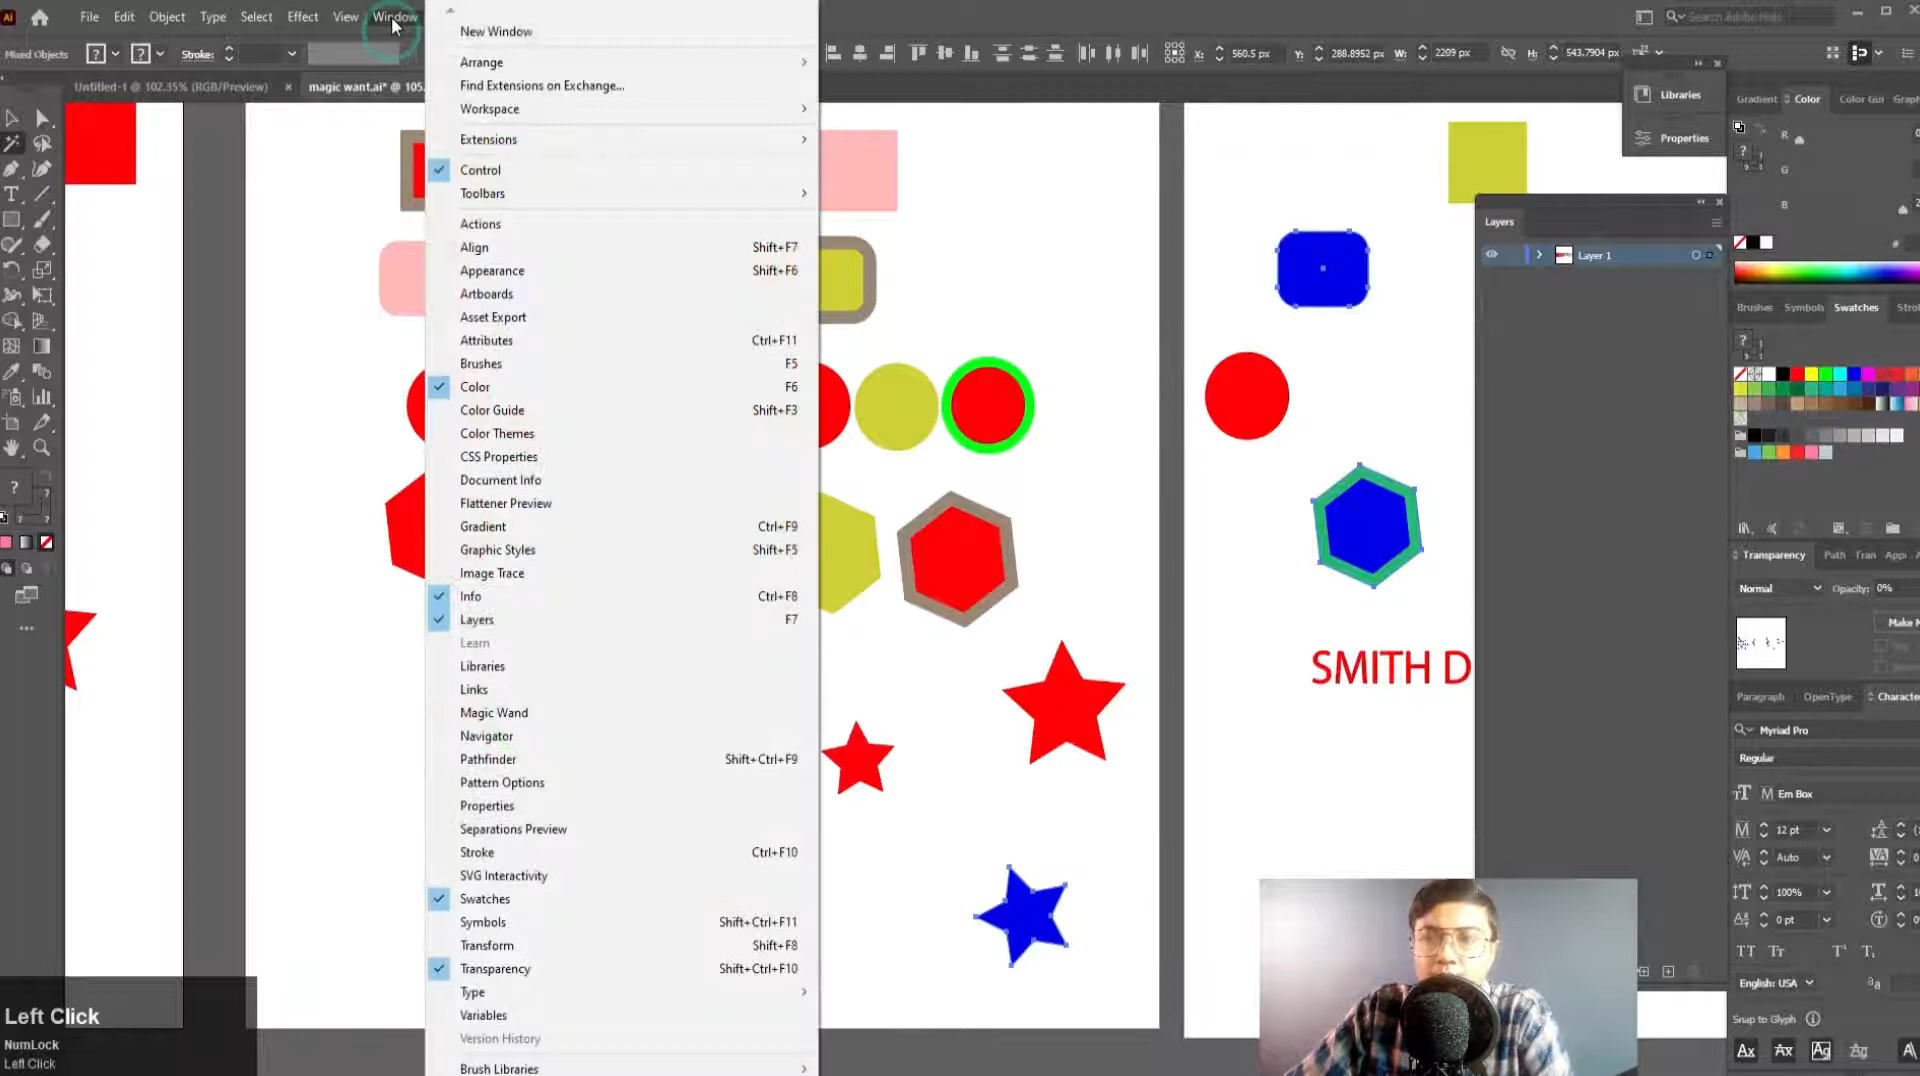 Ai File Edit Object Type Select Effect View Window
Search Adobe Help
Mixed Objects ? ? Stroke: X: 560.5 px Y: 288.8952 px W: 2209 px H: 543.7904 px
Untitled-1 @ 102.35% (RGB/Preview) × magic want.ai* @ 105.
New Window
Arrange
Find Extensions on Exchange...
Workspace
Extensions
Control
Toolbars
Actions
Align Shift+F7
Appearance Shift+F6
Artboards
Asset Export
Attributes Ctrl+F11
Brushes F5
Color F6
Color Guide Shift+F3
Color Themes
CSS Properties
Document Info
Flattener Preview
Gradient Ctrl+F9
Graphic Styles Shift+F5
Image Trace
Info Ctrl+F8
Layers F7
Learn
Libraries
Links
Magic Wand
Navigator
Pathfinder Shift+Ctrl+F9
Pattern Options
Properties
Separations Preview
Stroke Ctrl+F10
SVG Interactivity
Swatches
Symbols Shift+Ctrl+F11
Transform Shift+F8
Transparency Shift+Ctrl+F10
Type
Variables
Version History
Brush Libraries
SMITH D
Libraries
Properties
Layers
Layer 1
Gradient Color Color Gui Graph
R
G
B
#
Brushes Symbols Swatches Stro
Transparency Path Tran Appe
Normal Opacity: 0%
Make M
Paragraph OpenType Characte
Myriad Pro
Regular
Em Box
12 pt
Auto
100%
0 pt
English: USA
Snap to Glyph
Left Click
NumLock
Left Click